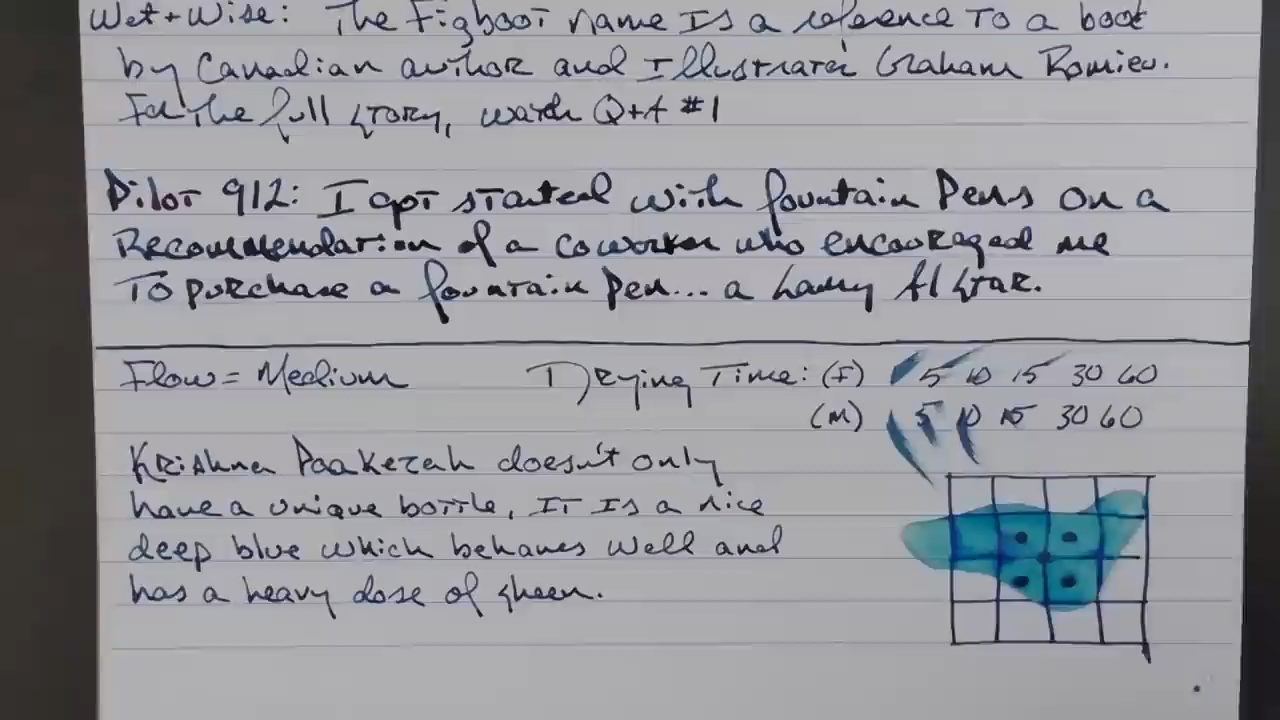 Wet + Wise: The Figboot name Is a reference To a book
by Canadian author and Illustrator Graham Romieu.
For The full story, watch Q+A #1
Pilot 912: I got started with fountain Pens on a
Recommendation of a coworker who encouraged me
To purchase a fountain Pen... a Lamy Al Star.
Flow = Medium Drying Time: (F) 5 10 15 30 60
(M) 5 10 15 30 60
Krishna Paakezah doesn't only
have a unique bottle, IT Is a nice
deep blue which behaves well and
has a heavy dose of sheen.